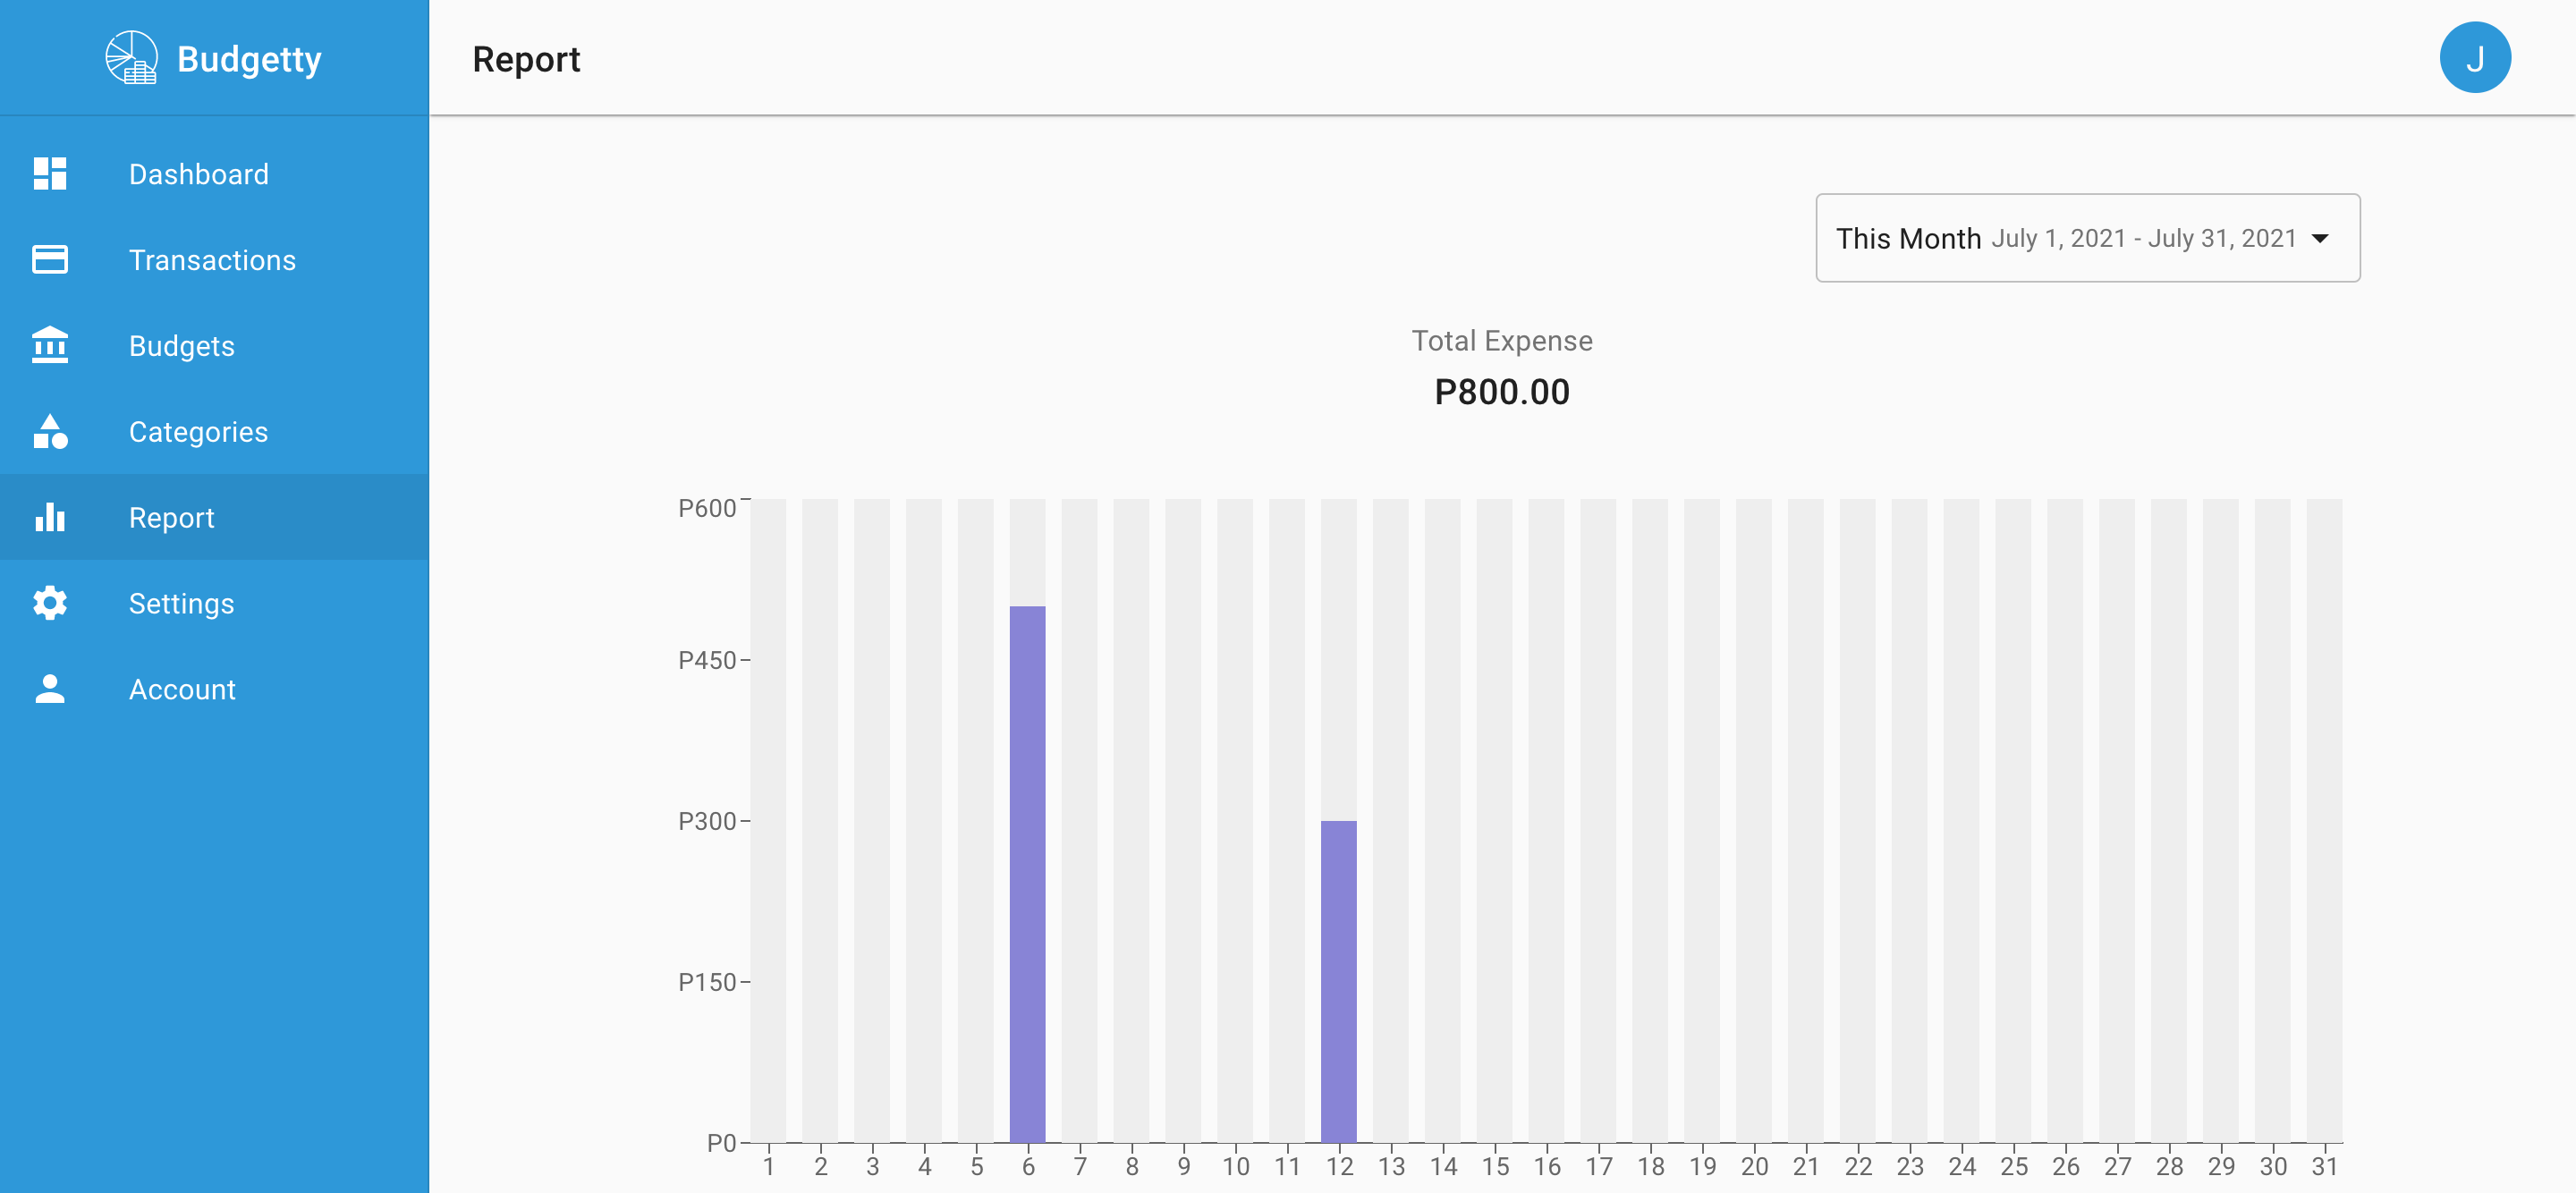 Budgetty
Report
J
Dashboard
Transactions
Budgets
Categories
Report
Settings
Account
This Month July 1, 2021 - July 31, 2021
Total Expense
P800.00
P600
P450
P300
P150
P0
1 2 3 4 5 6 7 8 9 10 11 12 13 14 15 16 17 18 19 20 21 22 23 24 25 26 27 28 29 30 31